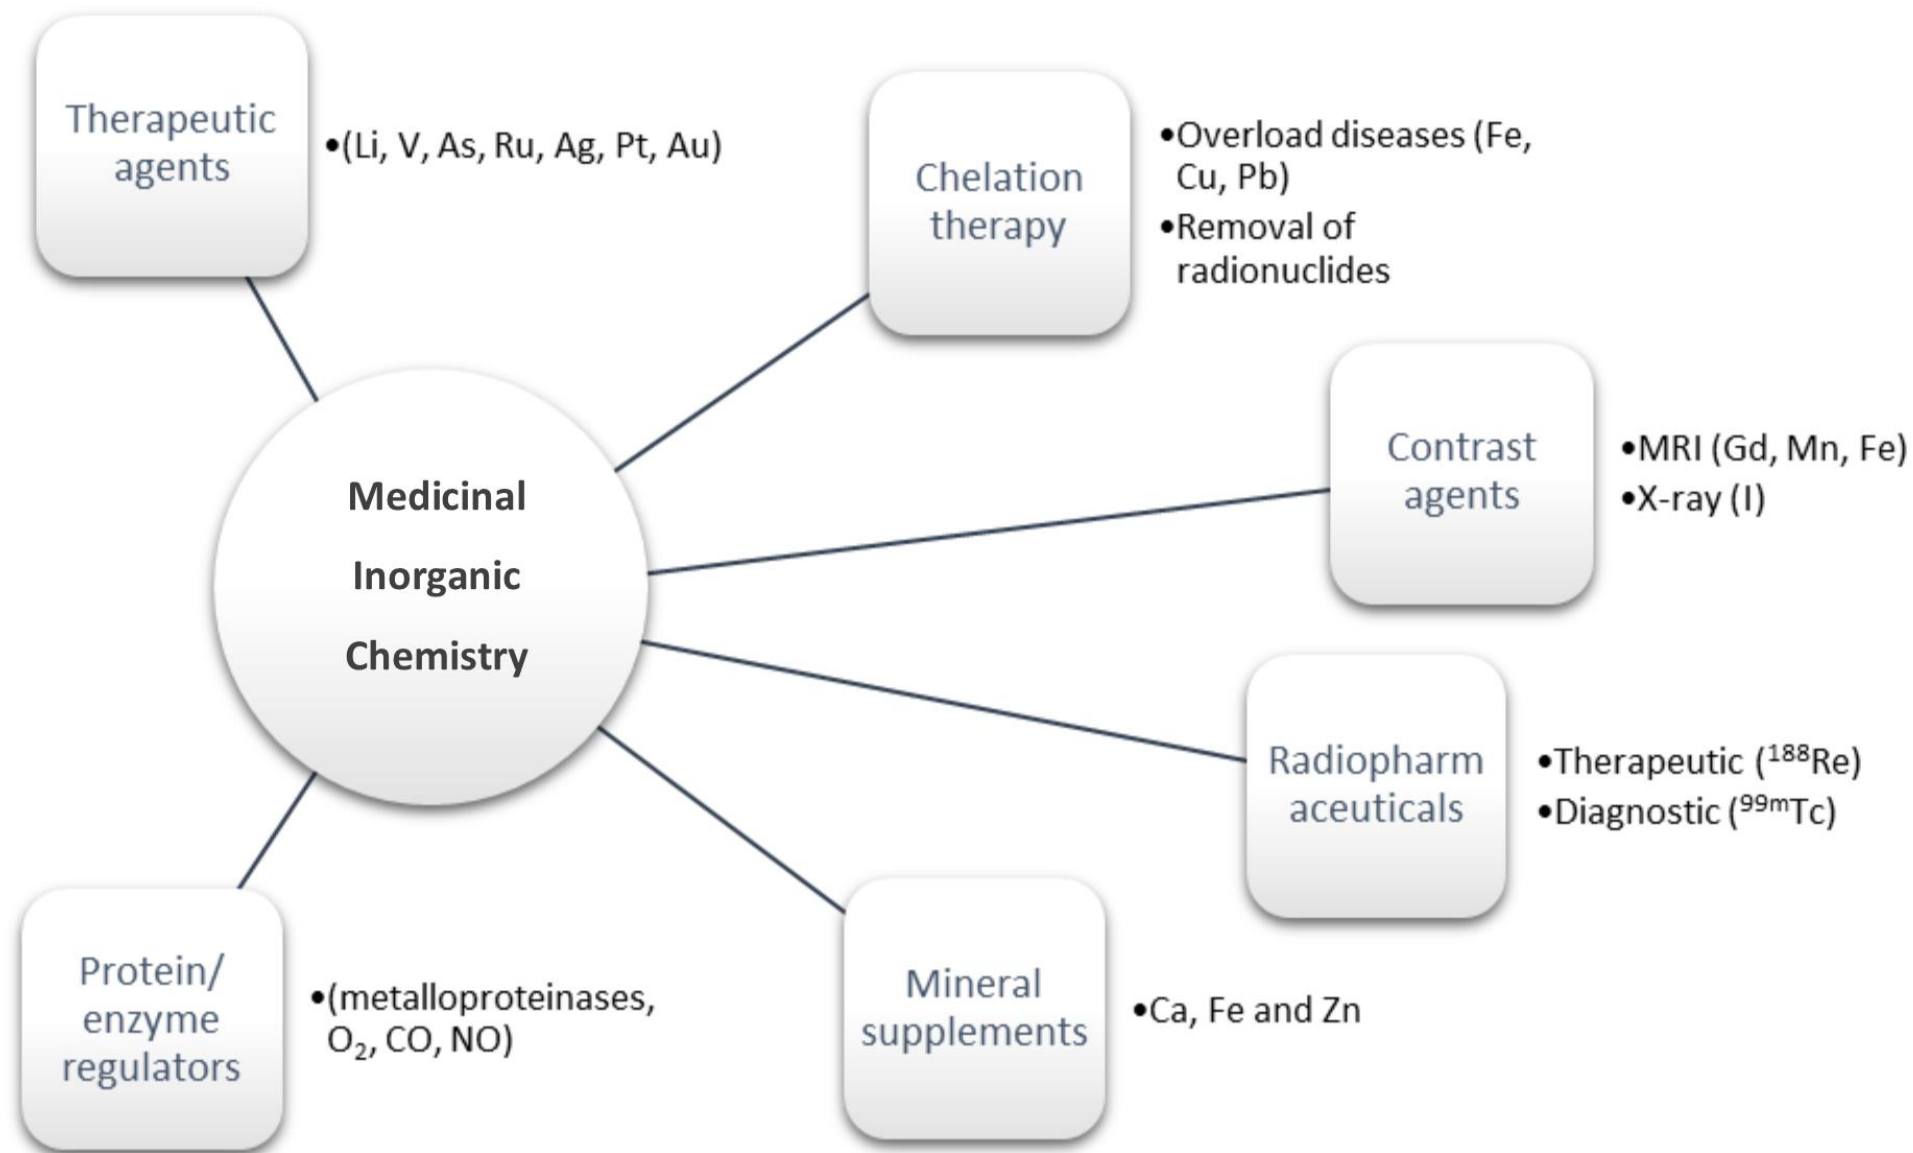 Therapeutic
agents
•(Li, V, As, Ru, Ag, Pt, Au)
Chelation
therapy
•Overload diseases (Fe,
Cu, Pb)
•Removal of
radionuclides
Contrast
agents
•MRI (Gd, Mn, Fe)
•X-ray (I)
Medicinal
Inorganic
Chemistry
Radiopharm
aceuticals
•Therapeutic (¹⁸⁸Re)
•Diagnostic (⁹⁹ᵐTc)
Protein/
enzyme
regulators
•(metalloproteinases,
O₂, CO, NO)
Mineral
supplements
•Ca, Fe and Zn